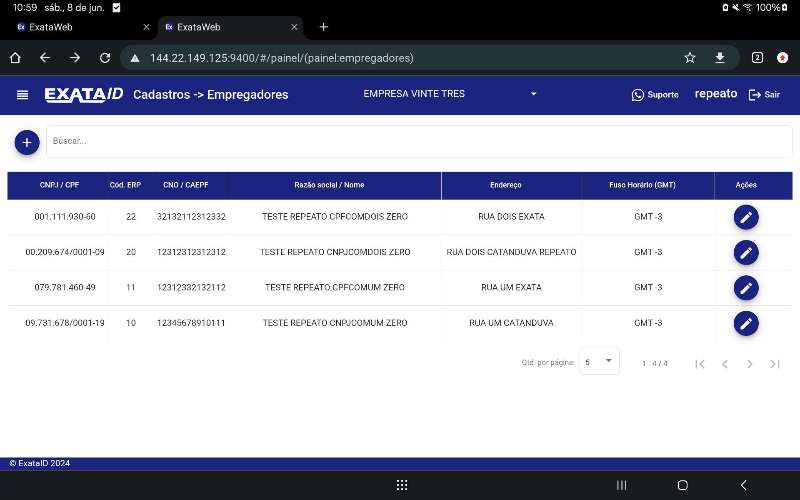 10:59 sáb., 8 de jun. 100%
ExataWeb
ExataWeb
144.22.149.125:9400/#/painel/(painel:empregadores) 2
EXATAID Cadastros -> Empregadores EMPRESA VINTE TRES Suporte repeato Sair
Buscar...
CNPJ / CPF Cód. ERP CNO / CAEPF Razão social / Nome Endereço Fuso Horário (GMT) Ações
001.111.930-60 22 32132112312332 TESTE REPEATO CPFCOMDOIS ZERO RUA DOIS EXATA GMT -3
00.209.674/0001-09 20 12312312312312 TESTE REPEATO CNPJCOMDOIS ZERO RUA DOIS CATANDUVA REPEATO GMT -3
079.781.460-49 11 12312332132112 TESTE REPEATO CPFCOMUM ZERO RUA UM EXATA GMT -3
09.731.678/0001-19 10 12345678910111 TESTE REPEATO CNPJCOMUM ZERO RUA UM CATANDUVA GMT -3
Qtd. por página: 5 1 - 4 / 4
© ExataID 2024